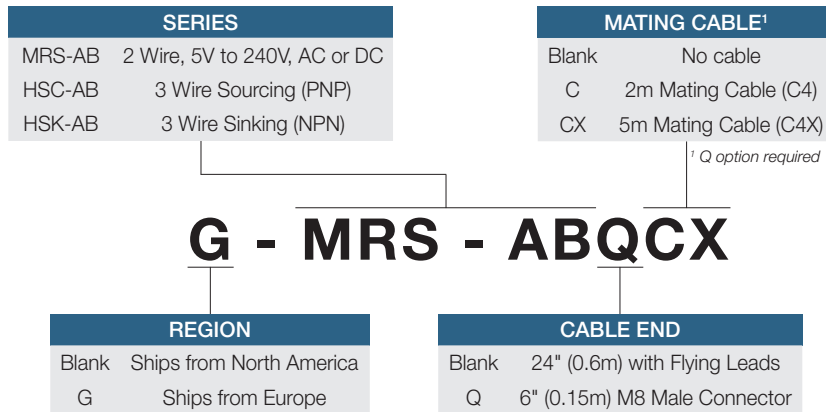 SERIES
MRS-AB 2 Wire, 5V to 240V, AC or DC
HSC-AB 3 Wire Sourcing (PNP)
HSK-AB 3 Wire Sinking (NPN)
MATING CABLE¹
Blank No cable
C 2m Mating Cable (C4)
CX 5m Mating Cable (C4X)
¹ Q option required
G - MRS - ABQCX
REGION
Blank Ships from North America
G Ships from Europe
CABLE END
Blank 24" (0.6m) with Flying Leads
Q 6" (0.15m) M8 Male Connector